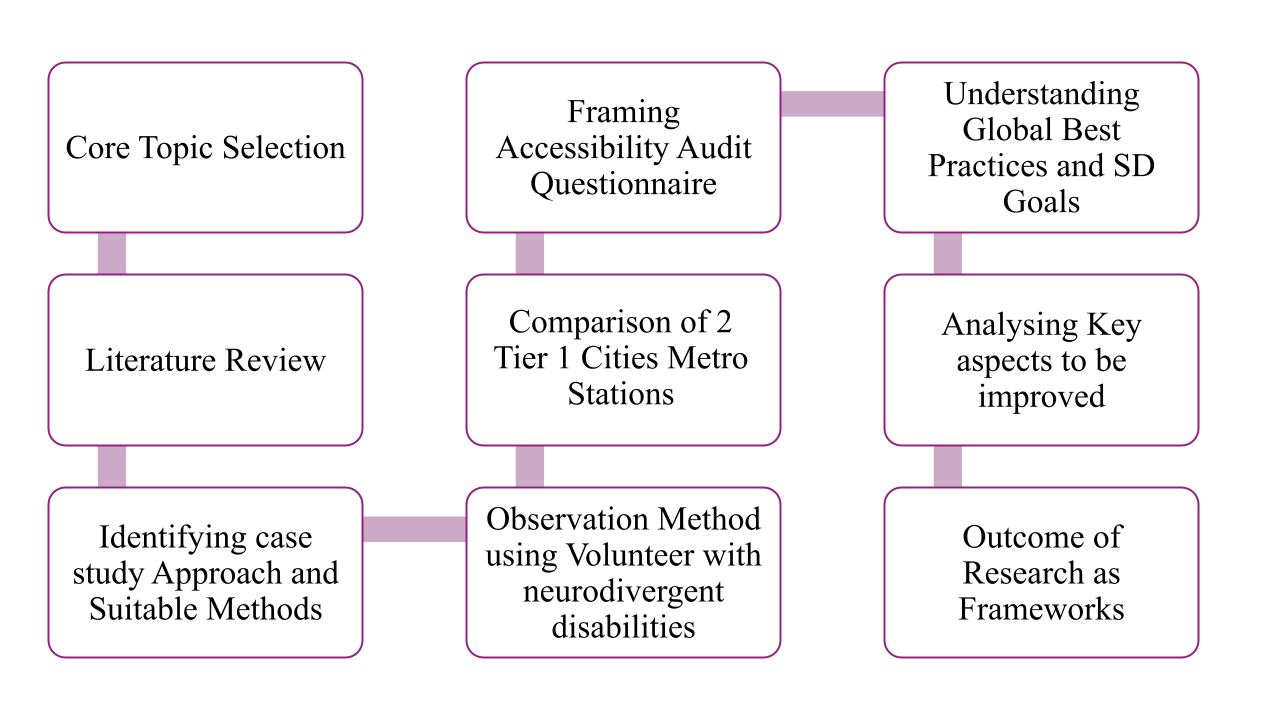 Core Topic Selection
Literature Review
Identifying case
study Approach and
Suitable Methods
Observation Method
using Volunteer with
neurodivergent
disabilities
Comparison of 2
Tier 1 Cities Metro
Stations
Framing
Accessibility Audit
Questionnaire
Understanding
Global Best
Practices and SD
Goals
Analysing Key
aspects to be
improved
Outcome of
Research as
Frameworks